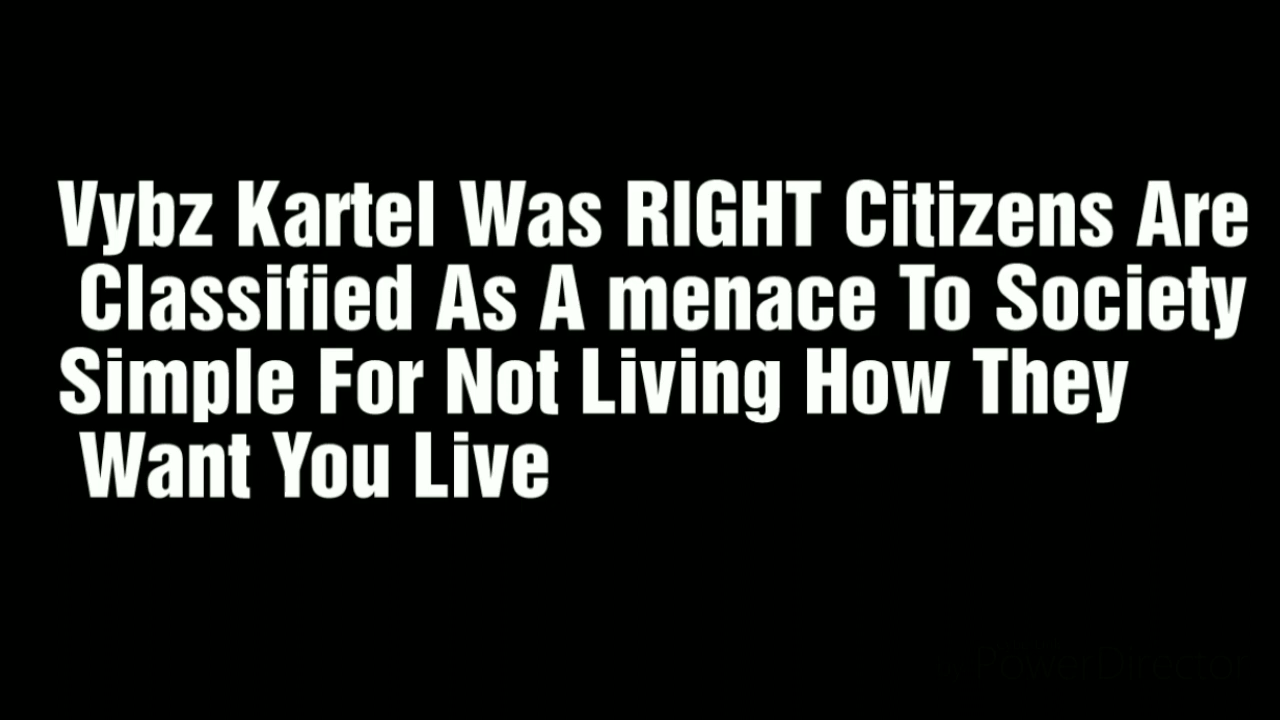 Vybz Kartel Was RIGHT Citizens Are
Classified As A menace To Society
Simple For Not Living How They
Want You Live
PowerDirector